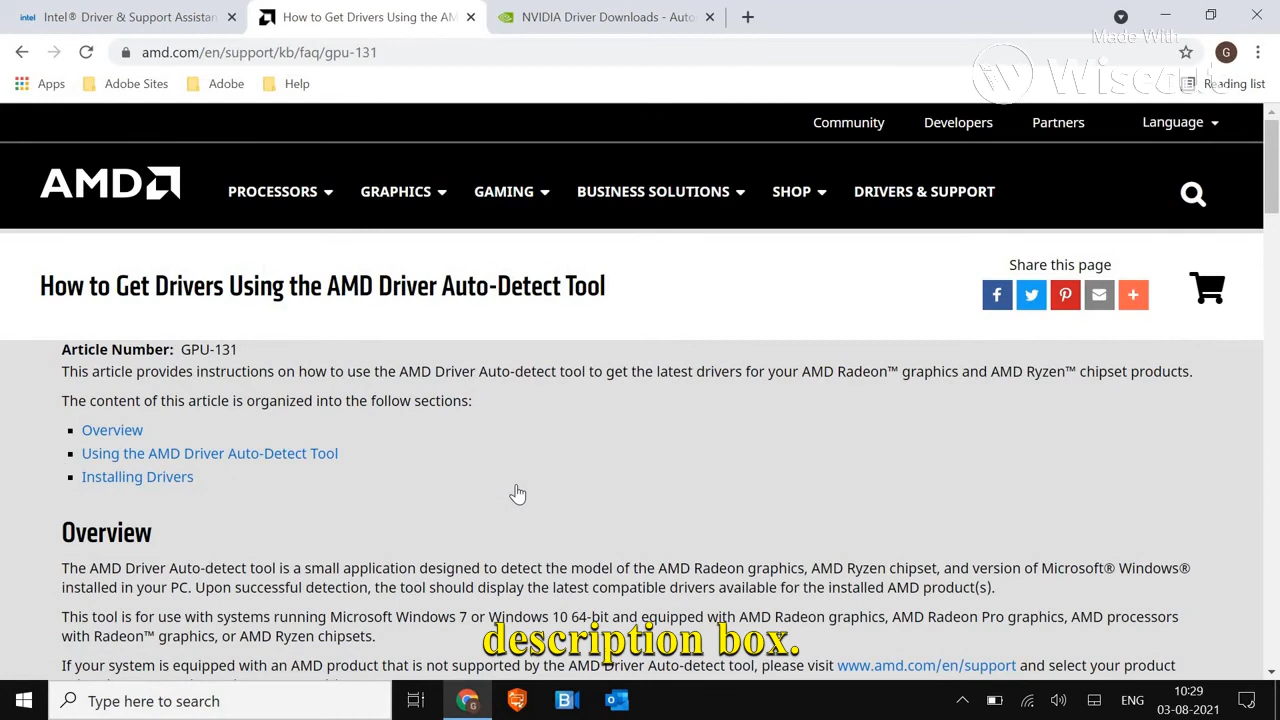 intel Intel® Driver & Support Assistan
How to Get Drivers Using the AM
NVIDIA Driver Downloads - Auto
amd.com/en/support/kb/faq/gpu-131
G
Made With
Apps Adobe Sites Adobe Help
Reading list
Community Developers Partners Language
AMD PROCESSORS GRAPHICS GAMING BUSINESS SOLUTIONS SHOP DRIVERS & SUPPORT
Share this page
How to Get Drivers Using the AMD Driver Auto-Detect Tool
Article Number: GPU-131
This article provides instructions on how to use the AMD Driver Auto-detect tool to get the latest drivers for your AMD Radeon™ graphics and AMD Ryzen™ chipset products.
The content of this article is organized into the follow sections:
Overview
Using the AMD Driver Auto-Detect Tool
Installing Drivers
Overview
The AMD Driver Auto-detect tool is a small application designed to detect the model of the AMD Radeon graphics, AMD Ryzen chipset, and version of Microsoft® Windows®
installed in your PC. Upon successful detection, the tool should display the latest compatible drivers available for the installed AMD product(s).
This tool is for use with systems running Microsoft Windows 7 or Windows 10 64-bit and equipped with AMD Radeon graphics, AMD Radeon Pro graphics, AMD processors
with Radeon™ graphics, or AMD Ryzen chipsets.
description box.
If your system is equipped with an AMD product that is not supported by the AMD Driver Auto-detect tool, please visit www.amd.com/en/support and select your product
Type here to search
ENG
10:29
03-08-2021